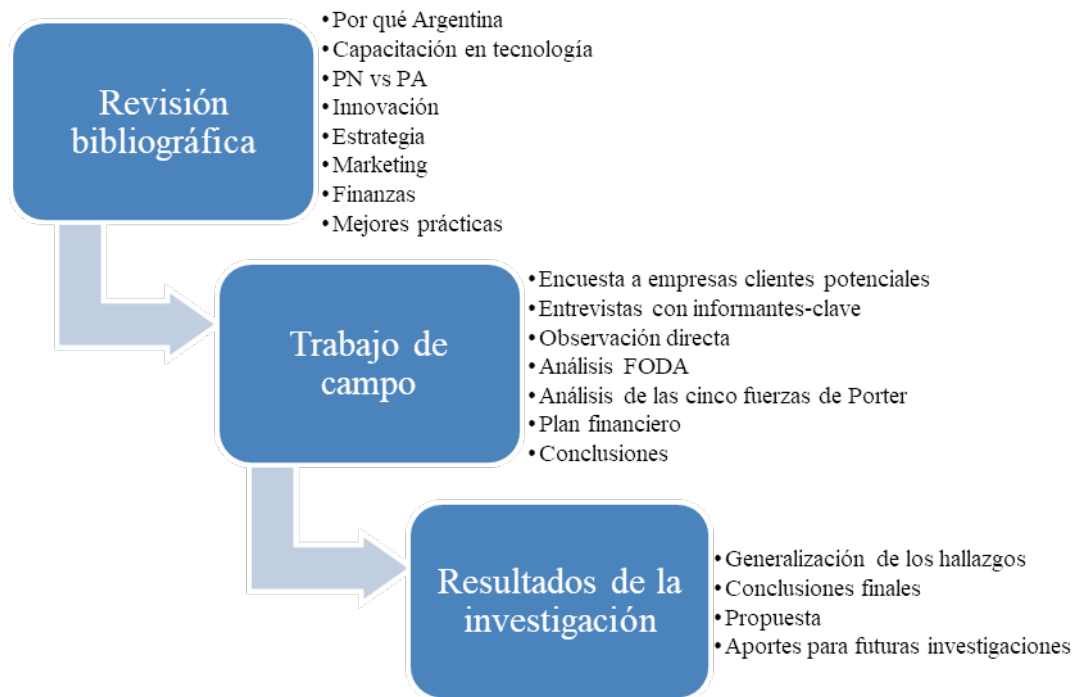 Revisión
bibliográfica
•Por qué Argentina
•Capacitación en tecnología
•PN vs PA
•Innovación
•Estrategia
•Marketing
•Finanzas
•Mejores prácticas
Trabajo de
campo
•Encuesta a empresas clientes potenciales
•Entrevistas con informantes-clave
•Observación directa
•Análisis FODA
•Análisis de las cinco fuerzas de Porter
•Plan financiero
•Conclusiones
Resultados de la
investigación
•Generalización de los hallazgos
•Conclusiones finales
•Propuesta
•Aportes para futuras investigaciones